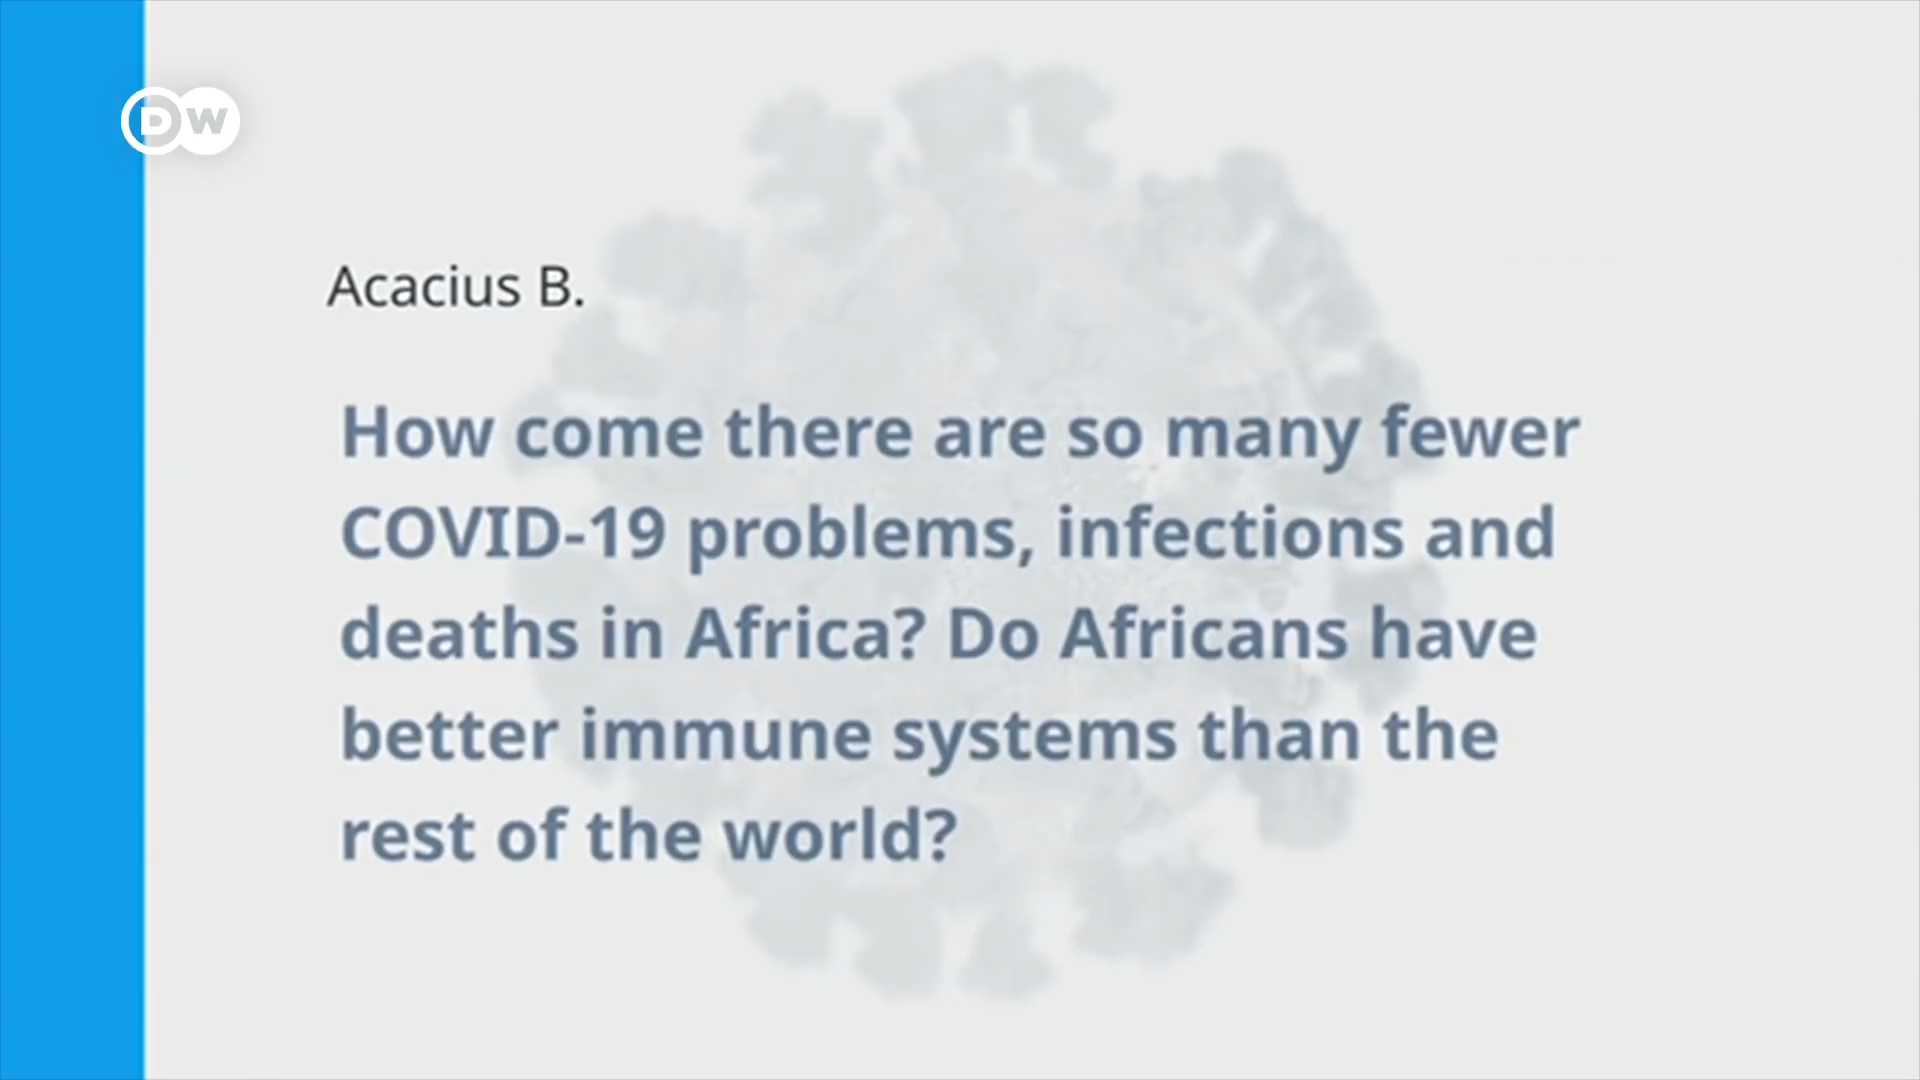 DW
Acacius B.
How come there are so many fewer
COVID-19 problems, infections and
deaths in Africa? Do Africans have
better immune systems than the
rest of the world?